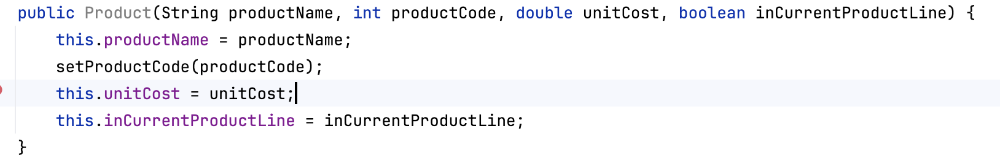 public Product(String productName, int productCode, double unitCost, boolean inCurrentProductLine) {
    this.productName = productName;
    setProductCode(productCode);
    this.unitCost = unitCost;
    this.inCurrentProductLine = inCurrentProductLine;
}